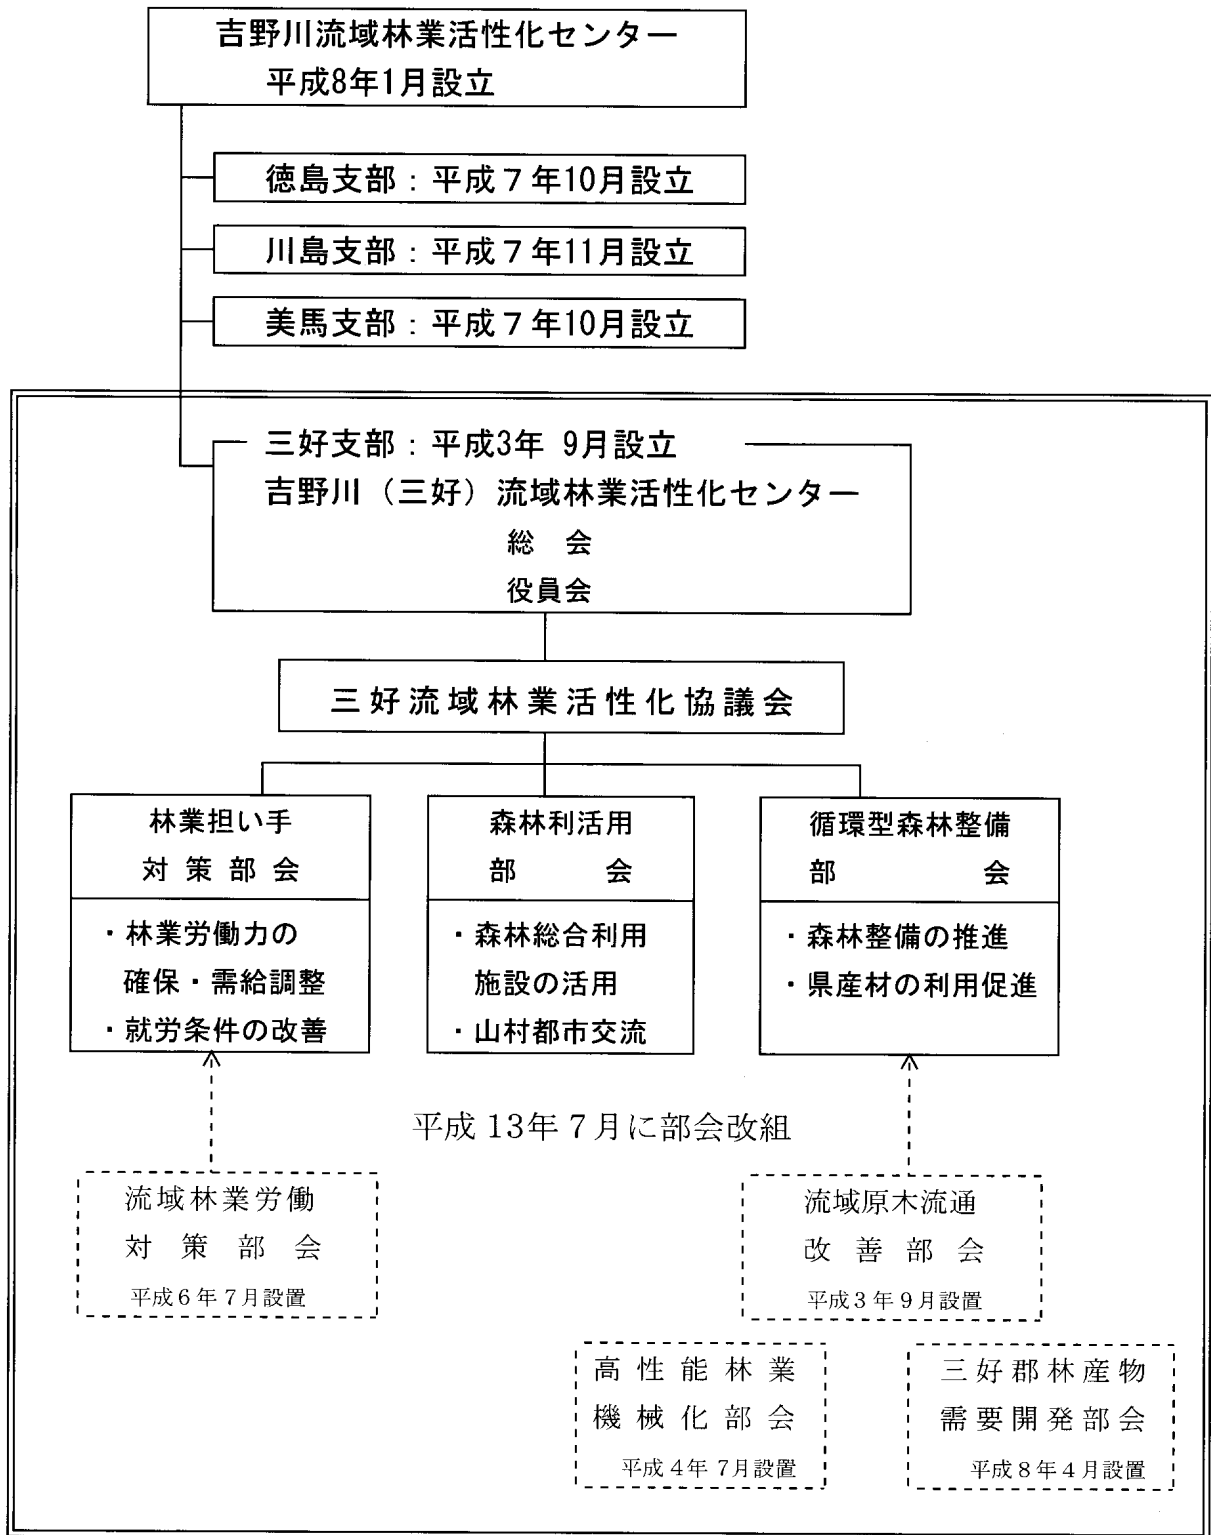 吉野川流域林業活性化センター
平成8年1月設立
徳島支部：平成７年10月設立
川島支部：平成７年11月設立
美馬支部：平成７年10月設立
三好支部：平成3年 9月設立
吉野川（三好）流域林業活性化センター
総　会
役員会
三好流域林業活性化協議会
林業担い手
対策部会
・林業労働力の
確保・需給調整
・就労条件の改善
森林利活用
部　　会
・森林総合利用
施設の活用
・山村都市交流
循環型森林整備
部　　　　会
・森林整備の推進
・県産材の利用促進
平成 13年７月に部会改組
流域林業労働
対策部会
平成６年７月設置
流域原木流通
改善部会
平成３年９月設置
高性能林業
機械化部会
平成４年７月設置
三好郡林産物
需要開発部会
平成８年４月設置